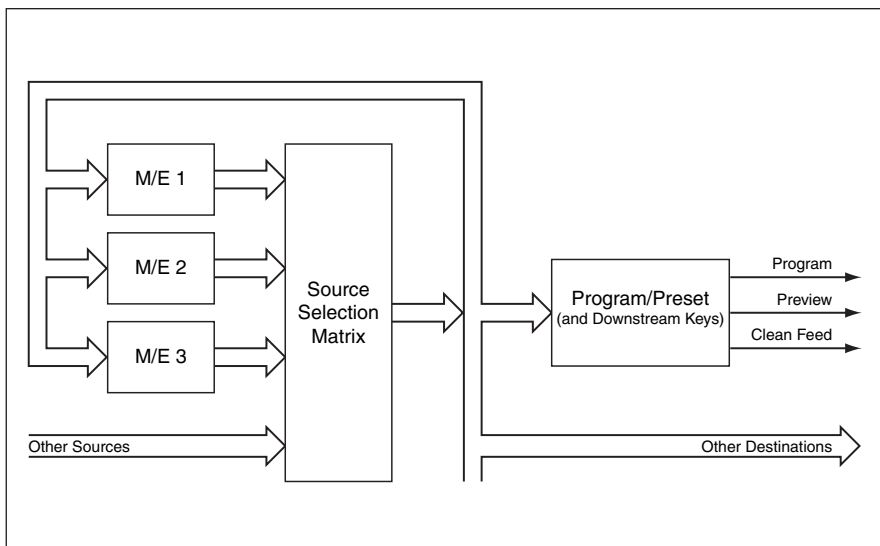 M/E 1
M/E 2
M/E 3
Other Sources
Source
Selection
Matrix
Program/Preset
(and Downstream Keys)
Program
Preview
Clean Feed
Other Destinations